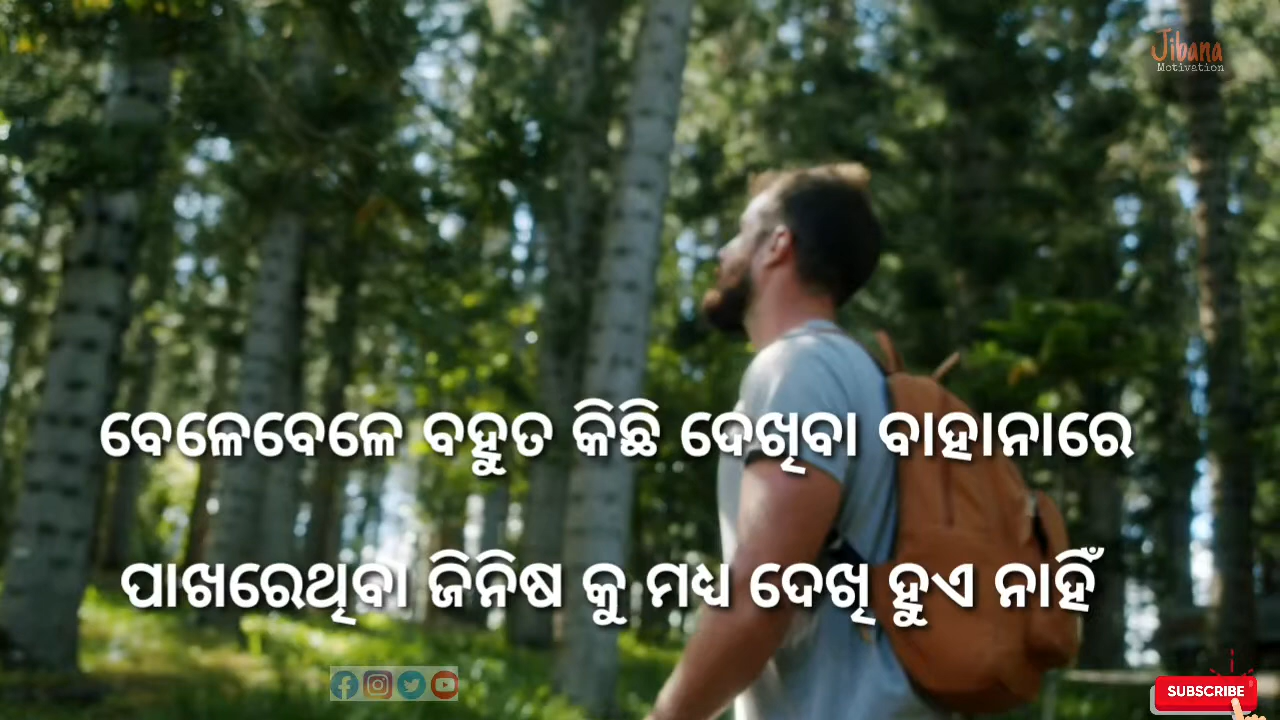 Jibana
Motivation
ବେଳେବେଳେ ବହୁତ କିଛି ଦେଖିବା ବାହାନାରେ
ପାଖରେଥିବା ଜିନିଷ କୁ ମଧ୍ୟ ଦେଖି ହୁଏ ନାହିଁ
SUBSCRIBE